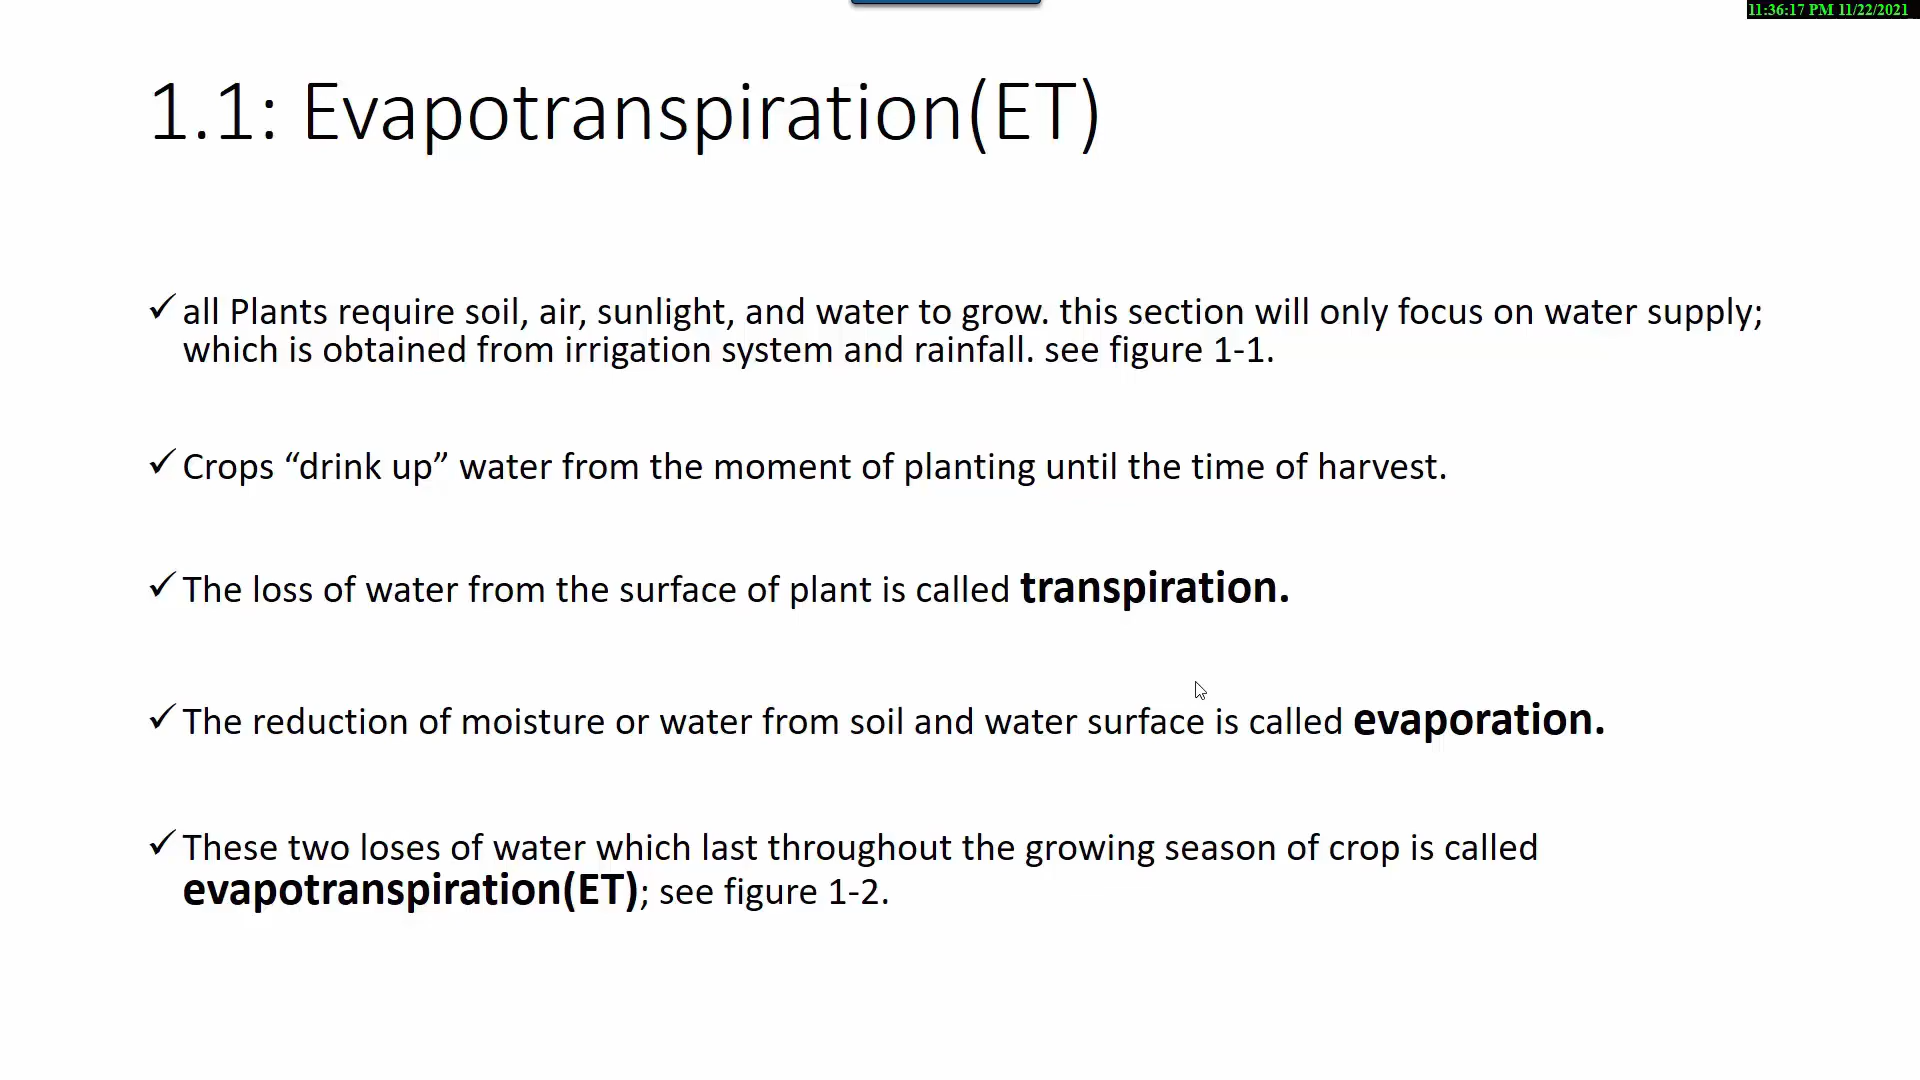 11:36:17 PM 11/22/2021
1.1: Evapotranspiration(ET)
✓ all Plants require soil, air, sunlight, and water to grow. this section will only focus on water supply;
which is obtained from irrigation system and rainfall. see figure 1-1.
✓ Crops “drink up” water from the moment of planting until the time of harvest.
✓ The loss of water from the surface of plant is called transpiration.
✓ The reduction of moisture or water from soil and water surface is called evaporation.
✓ These two loses of water which last throughout the growing season of crop is called
evapotranspiration(ET); see figure 1-2.